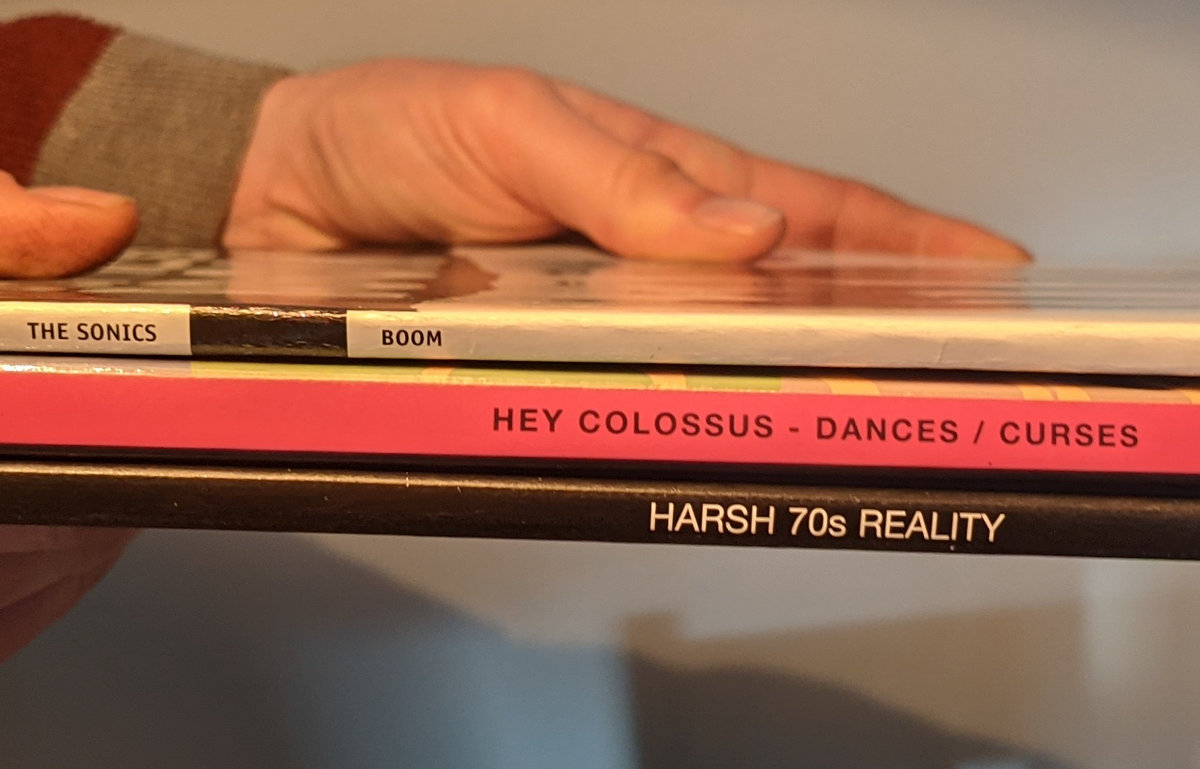 THE SONICS BOOM
HEY COLOSSUS - DANCES / CURSES
HARSH 70s REALITY